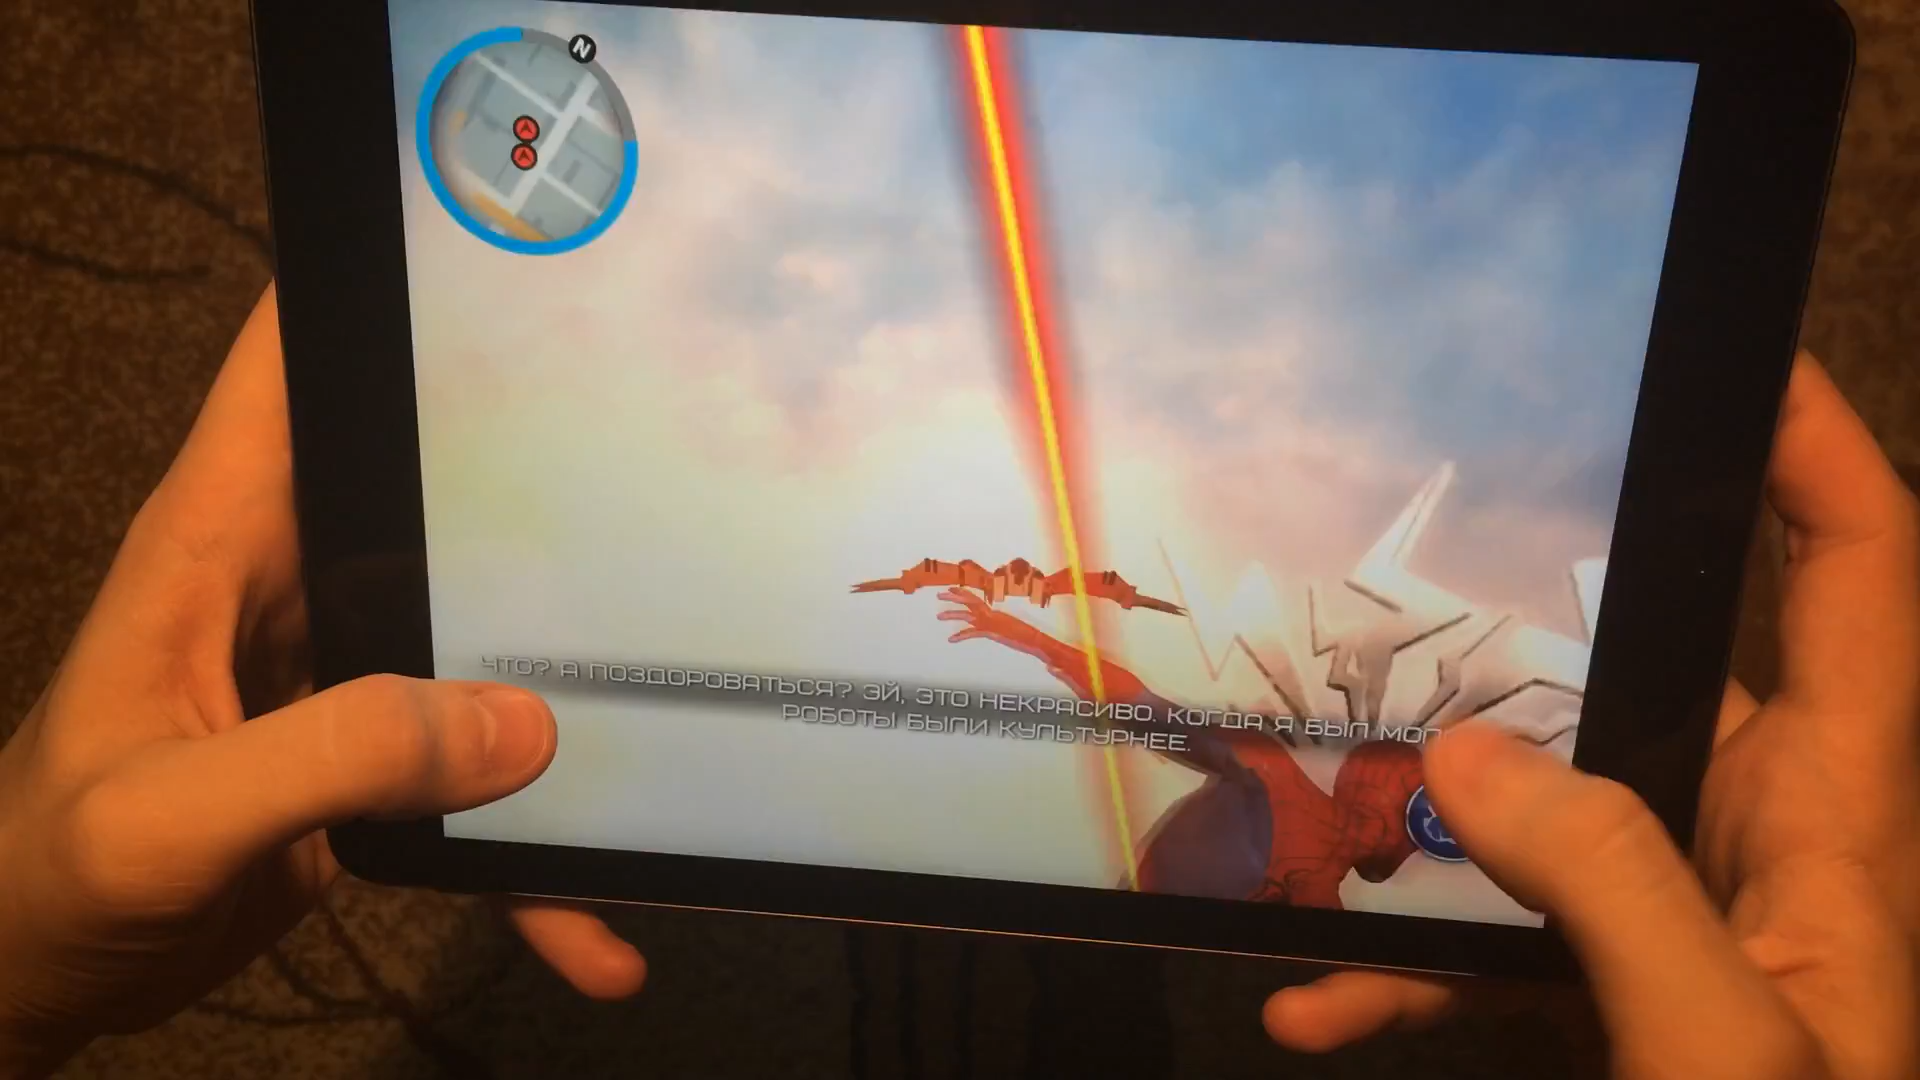 N
ЧТО? А ПОЗДОРОВАТЬСЯ? ЭЙ, ЭТО НЕКРАСИВО. КОГДА Я БЫЛ
РОБОТЫ БЫЛИ КУЛЬТУРНЕЕ.